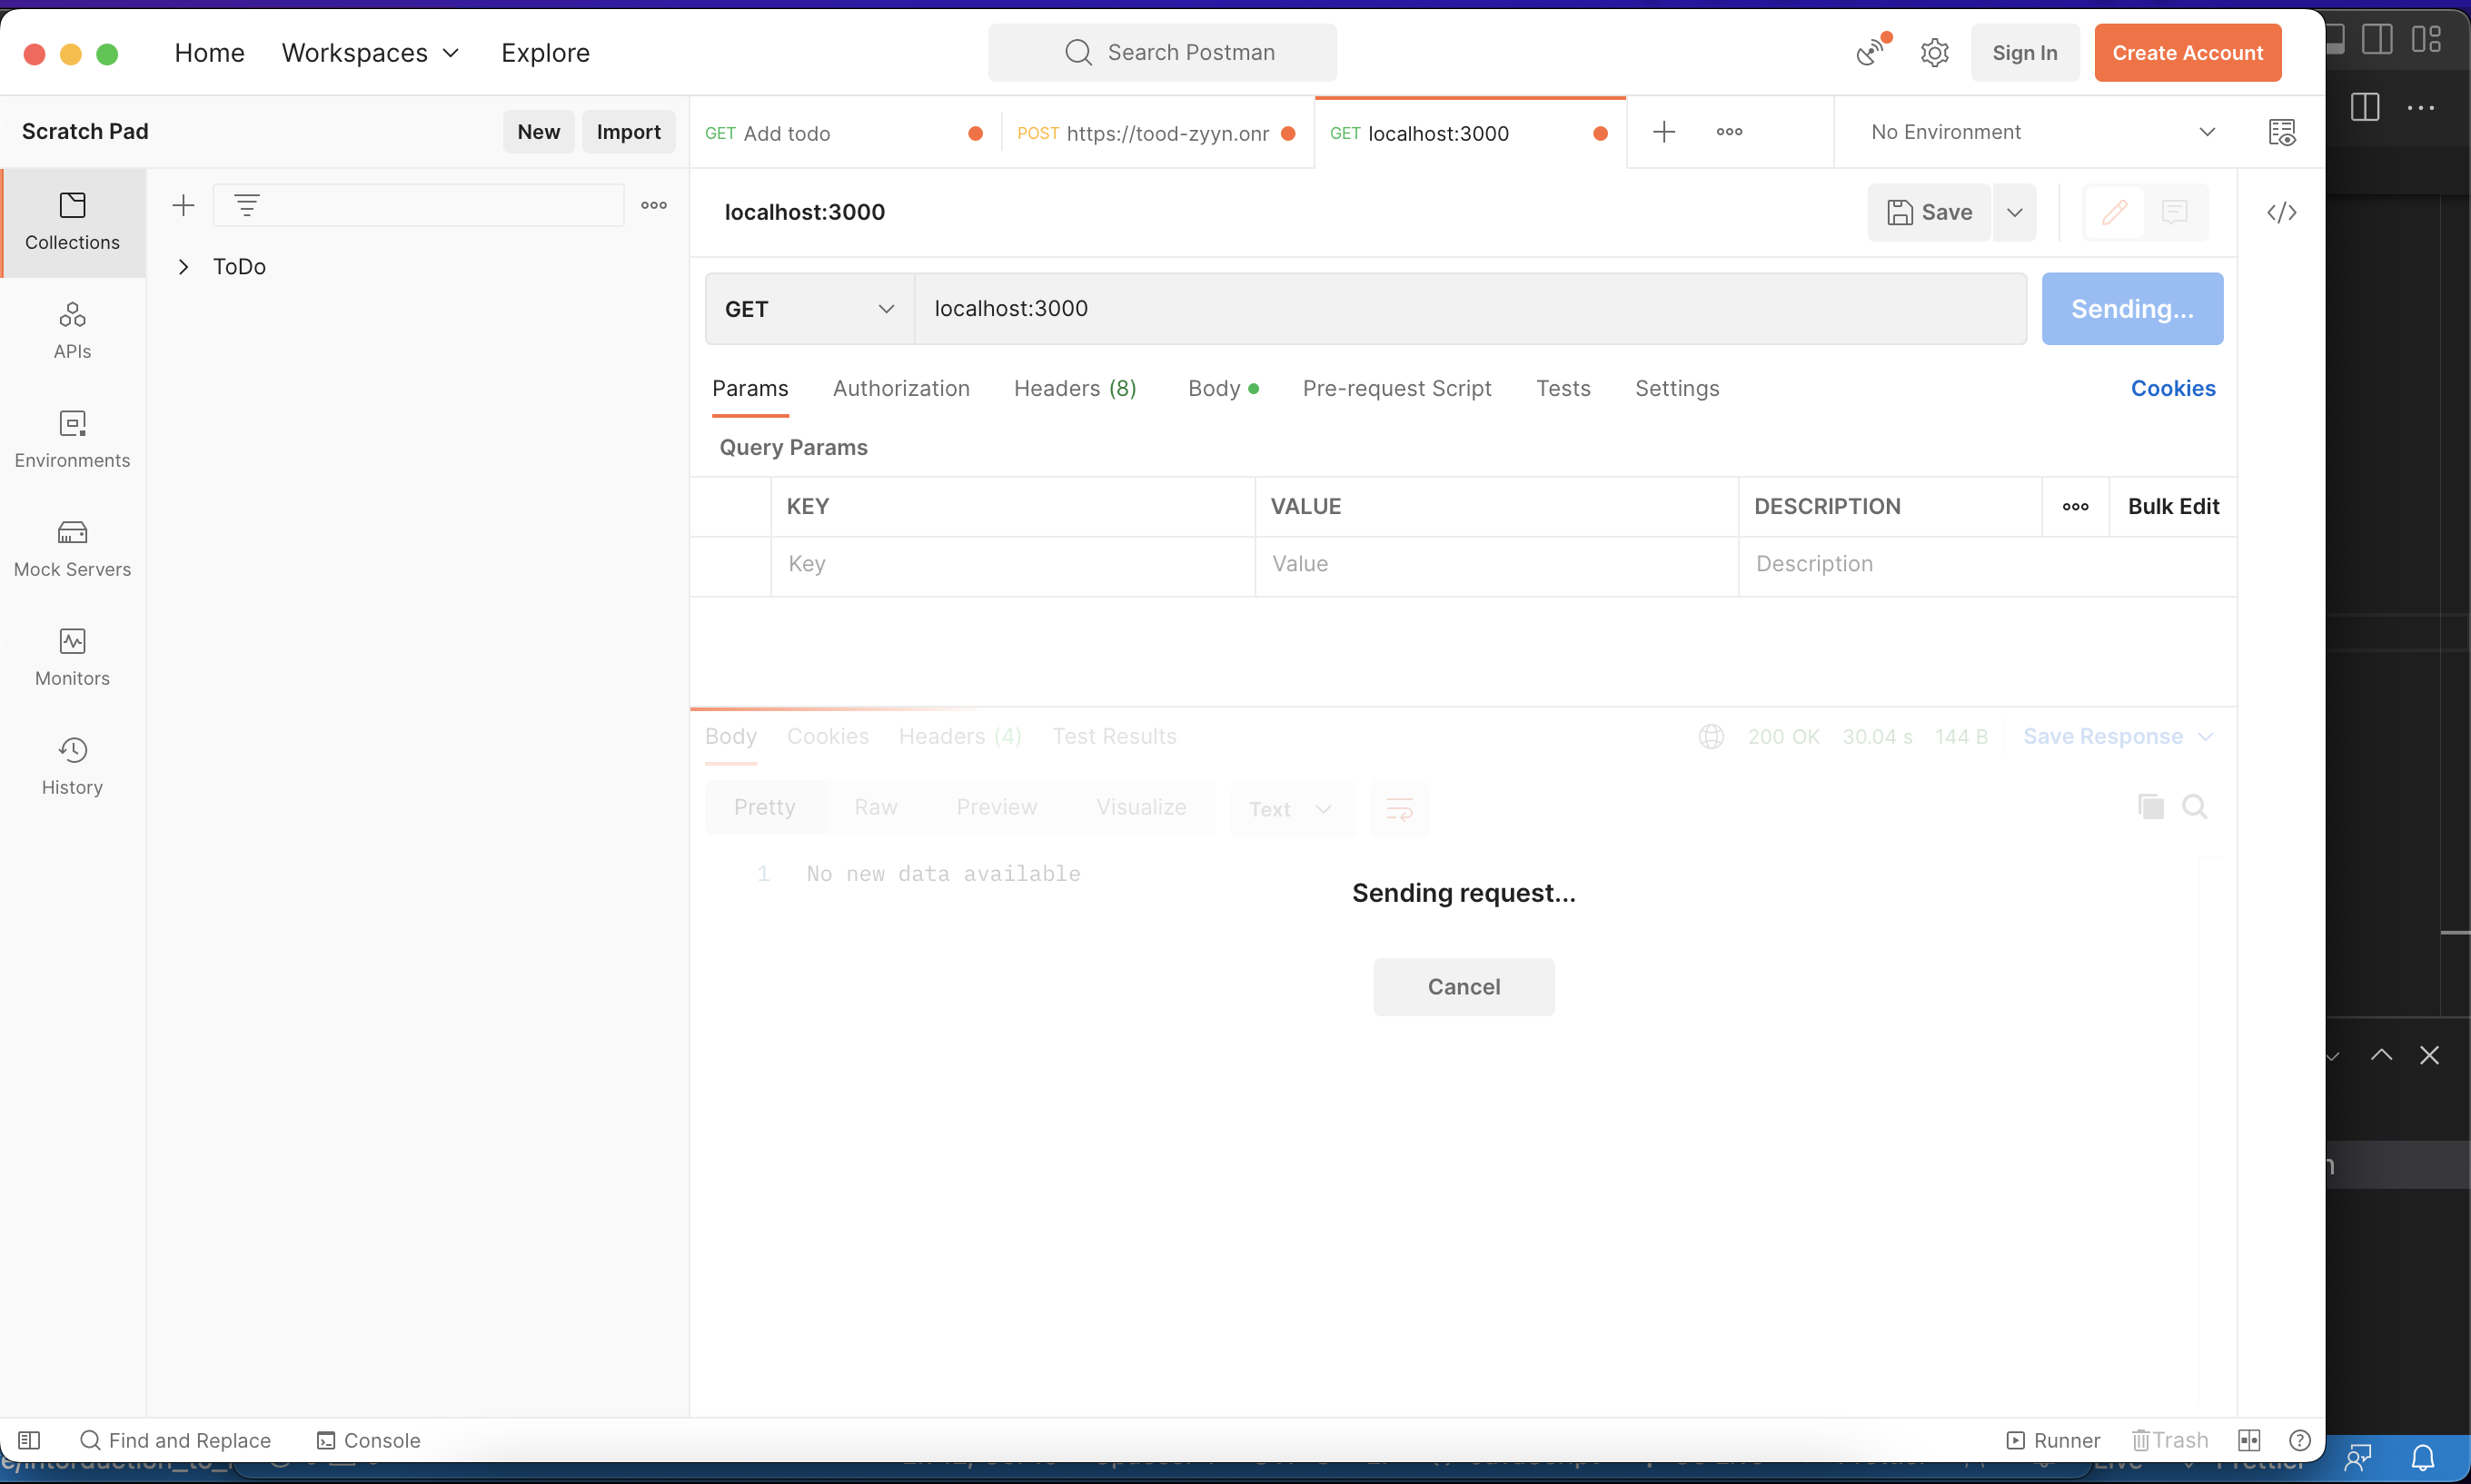 Home Workspaces Explore Search Postman Sign In Create Account
Scratch Pad New Import GET Add todo POST https://tood-zyyn.onr GET localhost:3000 No Environment
Collections
ToDo
APIs
Environments
Mock Servers
Monitors
History
localhost:3000 Save
GET localhost:3000 Sending...
Params Authorization Headers (8) Body Pre-request Script Tests Settings Cookies
Query Params
KEY VALUE DESCRIPTION Bulk Edit
Key Value Description
Body Cookies Headers (4) Test Results 200 OK 30.04 s 144 B Save Response
Pretty Raw Preview Visualize Text
1 No new data available
Sending request...
Cancel
Find and Replace Console Runner Trash